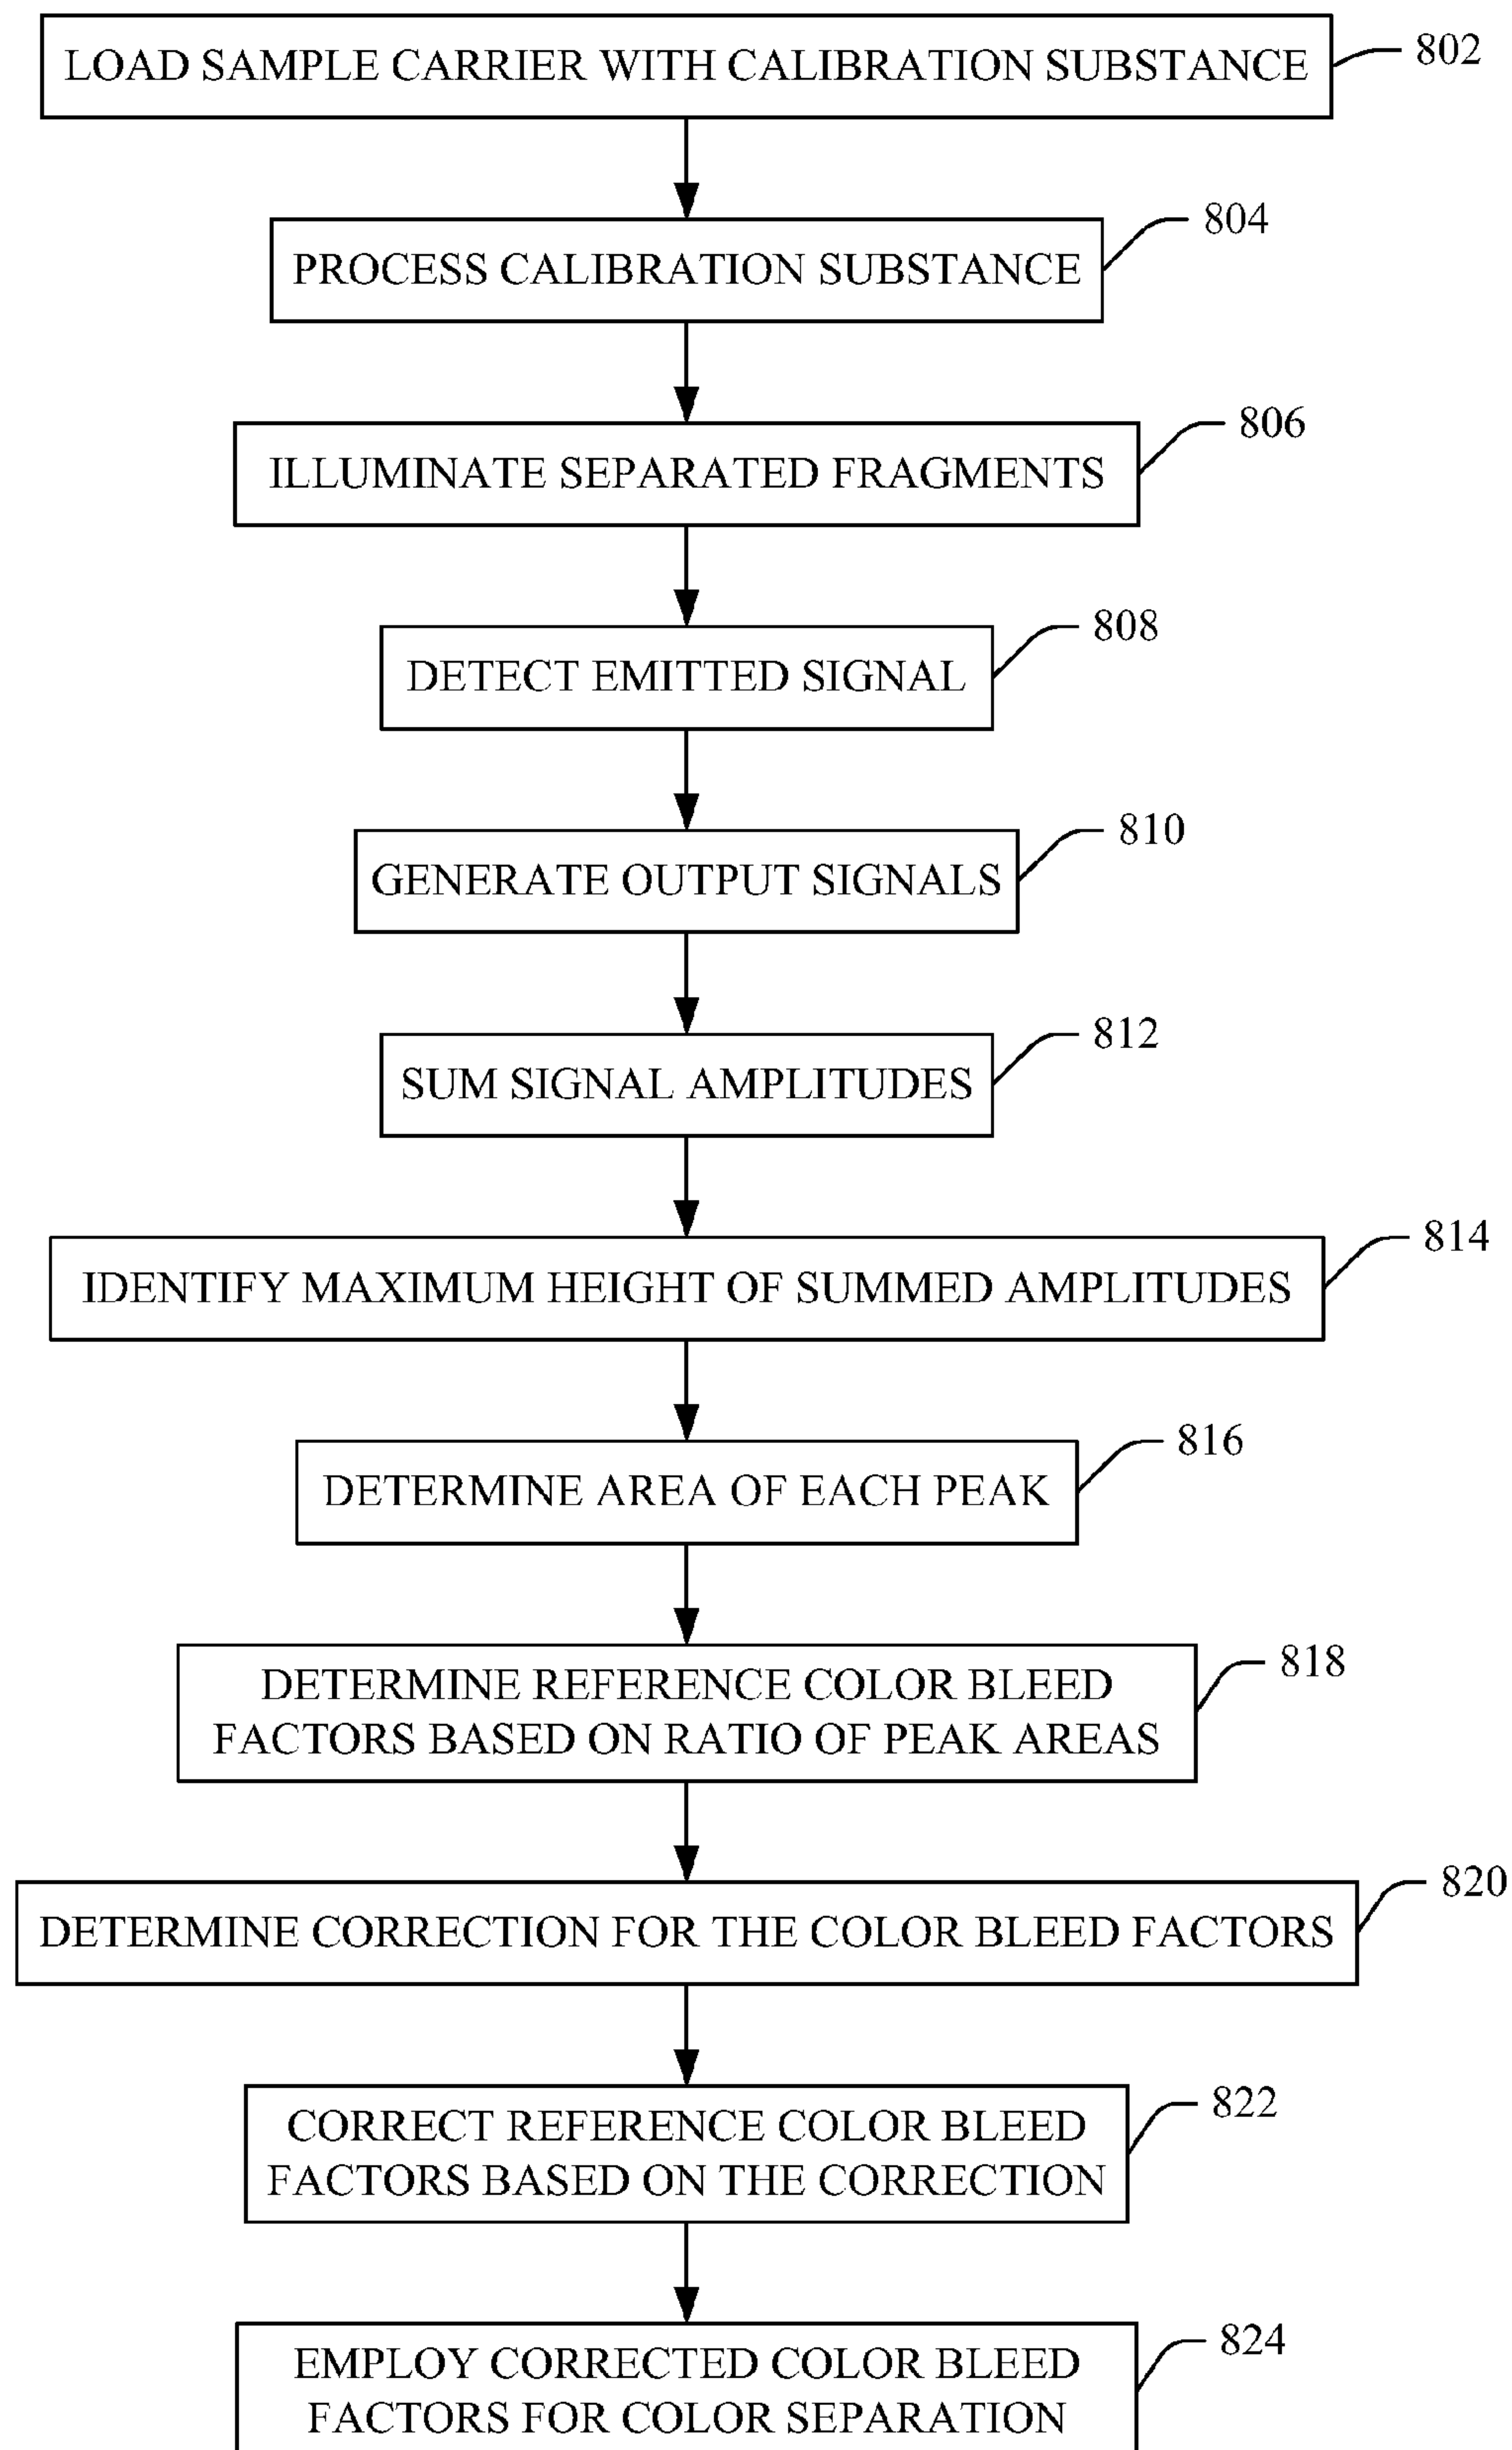 LOAD SAMPLE CARRIER WITH CALIBRATION SUBSTANCE
802
PROCESS CALIBRATION SUBSTANCE
804
ILLUMINATE SEPARATED FRAGMENTS
806
DETECT EMITTED SIGNAL
808
GENERATE OUTPUT SIGNALS
810
SUM SIGNAL AMPLITUDES
812
IDENTIFY MAXIMUM HEIGHT OF SUMMED AMPLITUDES
814
DETERMINE AREA OF EACH PEAK
816
DETERMINE REFERENCE COLOR BLEED
FACTORS BASED ON RATIO OF PEAK AREAS
818
DETERMINE CORRECTION FOR THE COLOR BLEED FACTORS
820
CORRECT REFERENCE COLOR BLEED
FACTORS BASED ON THE CORRECTION
822
EMPLOY CORRECTED COLOR BLEED
FACTORS FOR COLOR SEPARATION
824